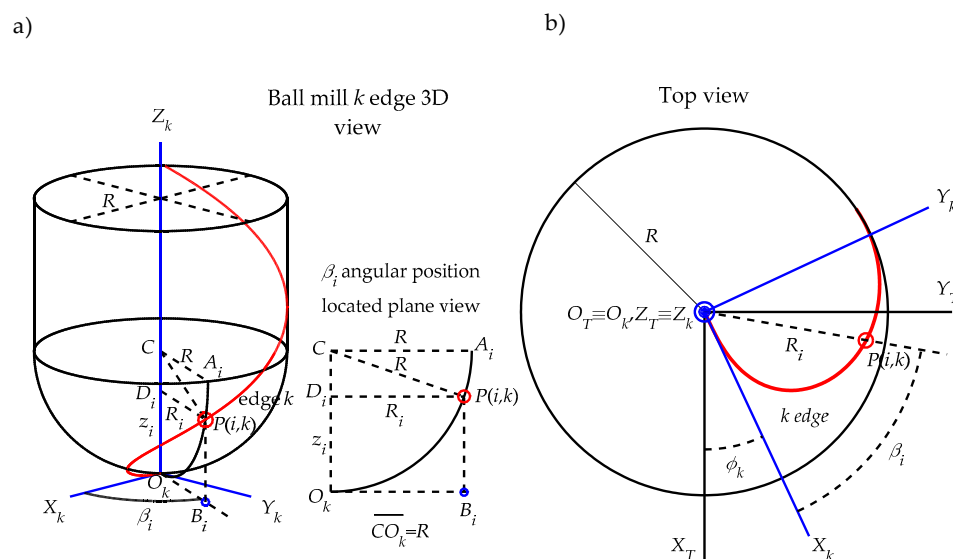 a)
Ball mill k edge 3D
view
Z_k
R
C
R
A_i
D_i
R_i
edge k
z_i
P(i,k)
O_k
X_k
β_i
B_i
Y_k
β_i angular position
located plane view
R
C
A_i
R
D_i
R_i
P(i,k)
z_i
O_k
B_i
\overline{CO_k}=R
b)
Top view
Y_k
R
Y_T
O_T≡O_k,Z_T≡Z_k
R_i
P(i,k)
k edge
β_i
ϕ_k
X_T
X_k